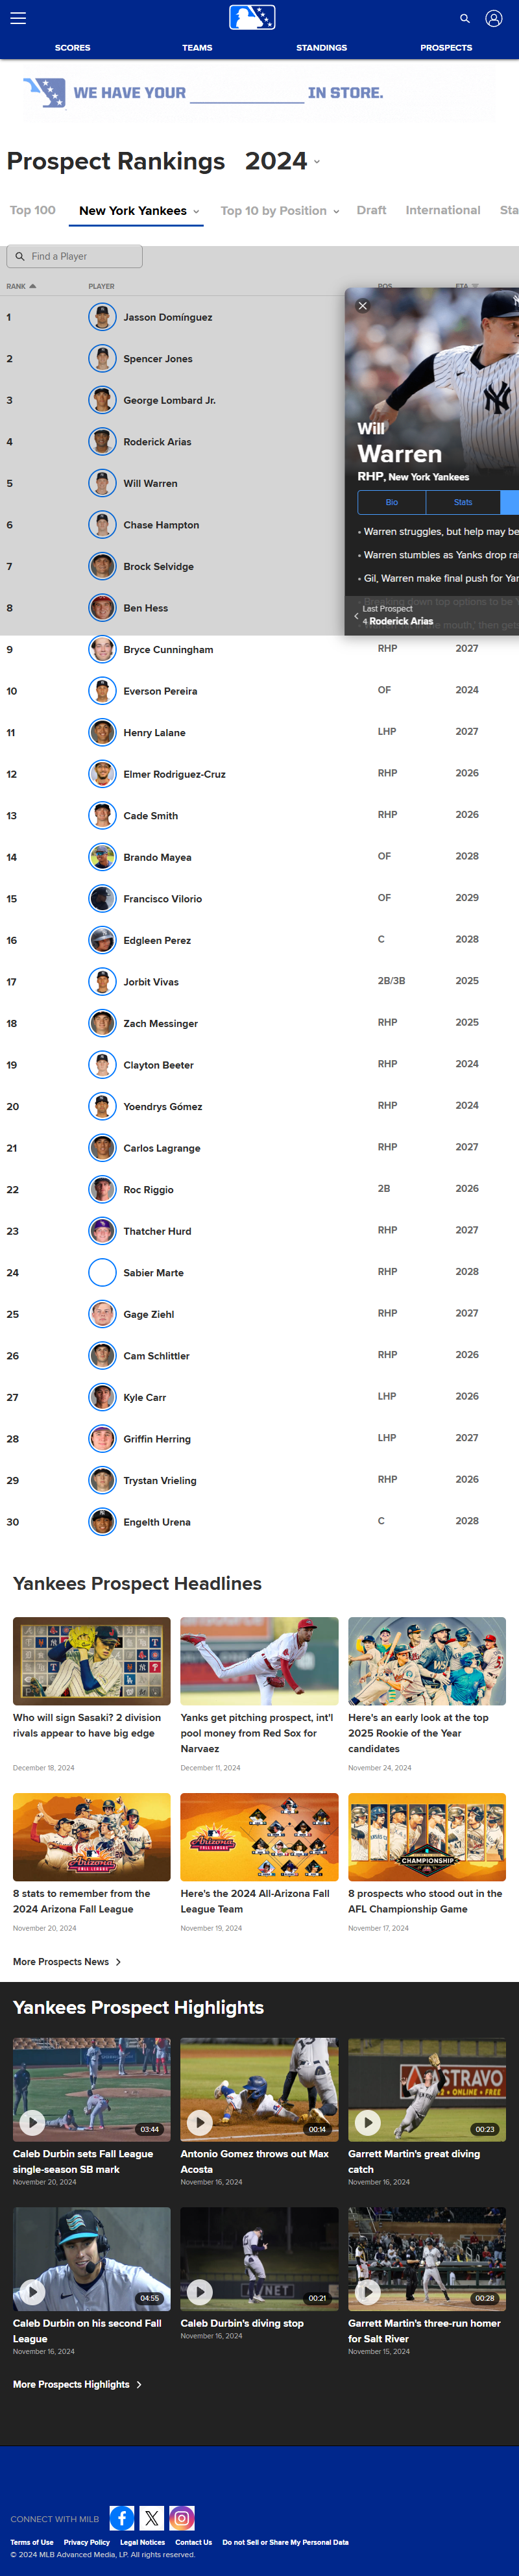 SCORES TEAMS STANDINGS PROSPECTS
WE HAVE YOUR ______________ IN STORE.
Prospect Rankings 2024
Top 100 New York Yankees Top 10 by Position Draft International Sta
Find a Player
RANK PLAYER POS ETA
1 Jasson Domínguez
2 Spencer Jones
3 George Lombard Jr.
4 Roderick Arias
5 Will Warren
6 Chase Hampton
7 Brock Selvidge
8 Ben Hess
Will
Warren
RHP, New York Yankees
Bio Stats
• Warren struggles, but help may be
• Warren stumbles as Yanks drop ra
• Gil, Warren make final push for Yan
Breaking down top options to be
Last Prospect
4 Roderick Arias
9 Bryce Cunningham RHP 2027
10 Everson Pereira OF 2024
11 Henry Lalane LHP 2027
12 Elmer Rodriguez-Cruz RHP 2026
13 Cade Smith RHP 2026
14 Brando Mayea OF 2028
15 Francisco Vilorio OF 2029
16 Edgleen Perez C 2028
17 Jorbit Vivas 2B/3B 2025
18 Zach Messinger RHP 2025
19 Clayton Beeter RHP 2024
20 Yoendrys Gómez RHP 2024
21 Carlos Lagrange RHP 2027
22 Roc Riggio 2B 2026
23 Thatcher Hurd RHP 2027
24 Sabier Marte RHP 2028
25 Gage Ziehl RHP 2027
26 Cam Schlittler RHP 2026
27 Kyle Carr LHP 2026
28 Griffin Herring LHP 2027
29 Trystan Vrieling RHP 2026
30 Engelth Urena C 2028
Yankees Prospect Headlines
Who will sign Sasaki? 2 division
rivals appear to have big edge
December 18, 2024
Yanks get pitching prospect, int'l
pool money from Red Sox for
Narvaez
December 11, 2024
Here's an early look at the top
2025 Rookie of the Year
candidates
November 24, 2024
Arizona
FALL LEAGUE
8 stats to remember from the
2024 Arizona Fall League
November 20, 2024
Arizona
FALL LEAGUE
Here's the 2024 All-Arizona Fall
League Team
November 19, 2024
CHAMPIONSHIP
8 prospects who stood out in the
AFL Championship Game
November 17, 2024
More Prospects News
Yankees Prospect Highlights
03:44
Caleb Durbin sets Fall League
single-season SB mark
November 20, 2024
00:14
Antonio Gomez throws out Max
Acosta
November 16, 2024
STRAVO
ONLINE • FREE
00:23
Garrett Martin's great diving
catch
November 16, 2024
04:55
Caleb Durbin on his second Fall
League
November 16, 2024
00:21
Caleb Durbin's diving stop
November 16, 2024
00:28
Garrett Martin's three-run homer
for Salt River
November 15, 2024
More Prospects Highlights
CONNECT WITH MILB
Terms of Use Privacy Policy Legal Notices Contact Us Do not Sell or Share My Personal Data
© 2024 MLB Advanced Media, LP. All rights reserved.